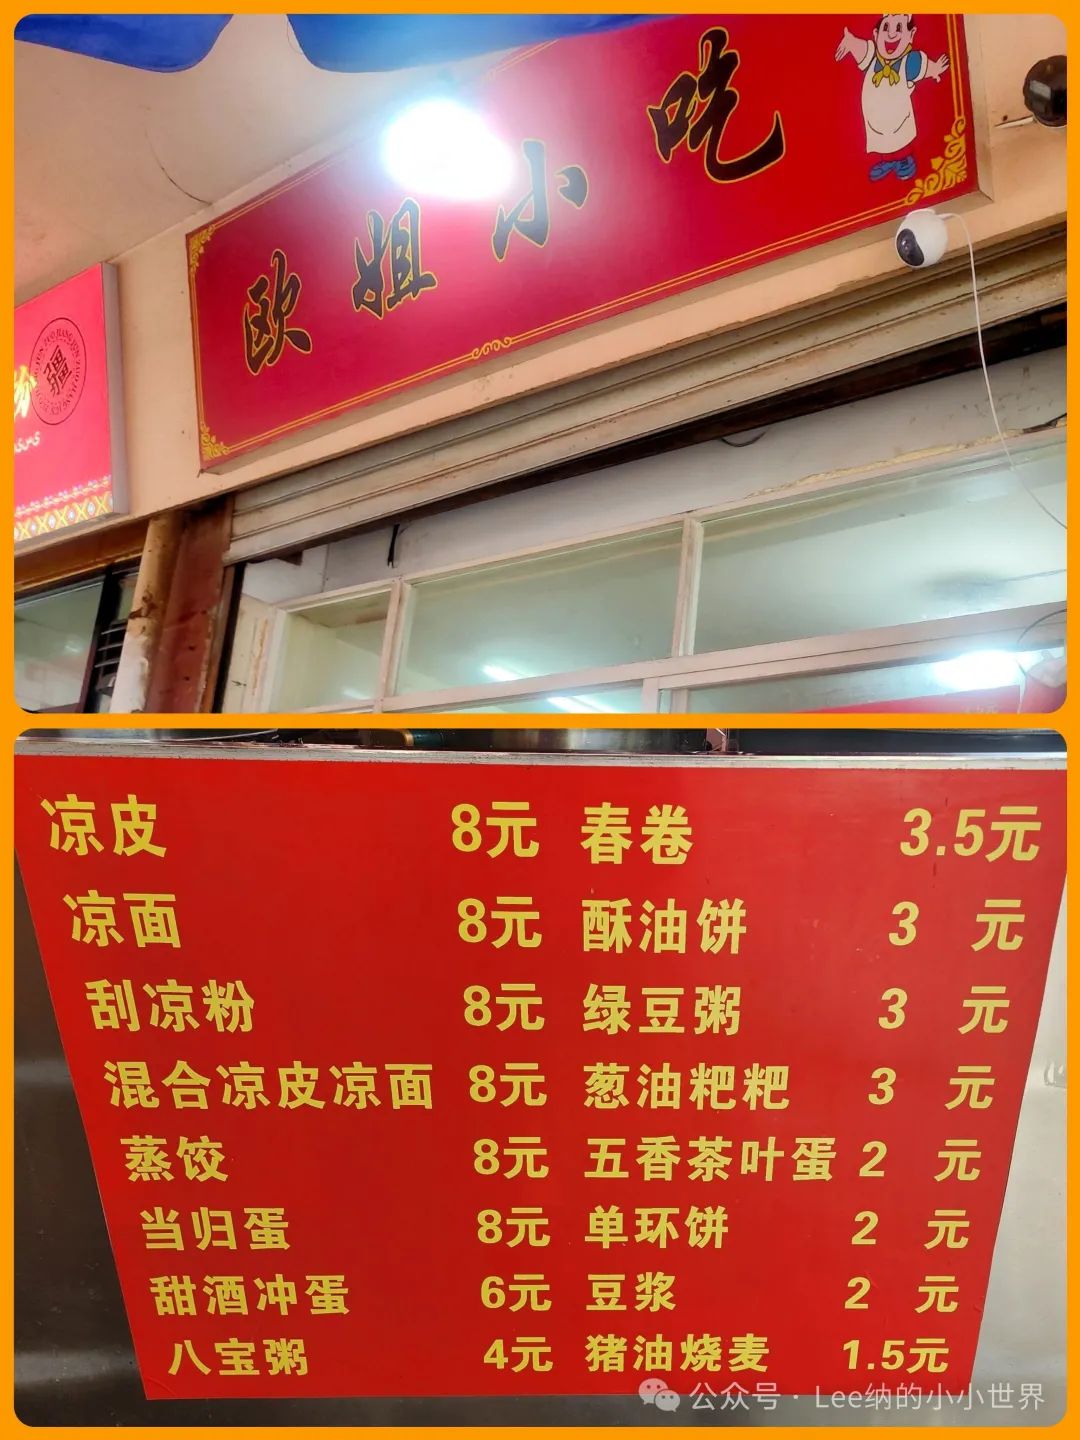 欧姐小吃
疆
凉皮 8元 春卷 3.5元
凉面 8元 酥油饼 3 元
刮凉粉 8元 绿豆粥 3 元
混合凉皮凉面 8元 葱油粑粑 3 元
蒸饺 8元 五香茶叶蛋 2 元
当归蛋 8元 单环饼 2 元
甜酒冲蛋 6元 豆浆 2 元
八宝粥 4元 猪油烧麦 1.5元
公众号 · Lee纳的小小世界